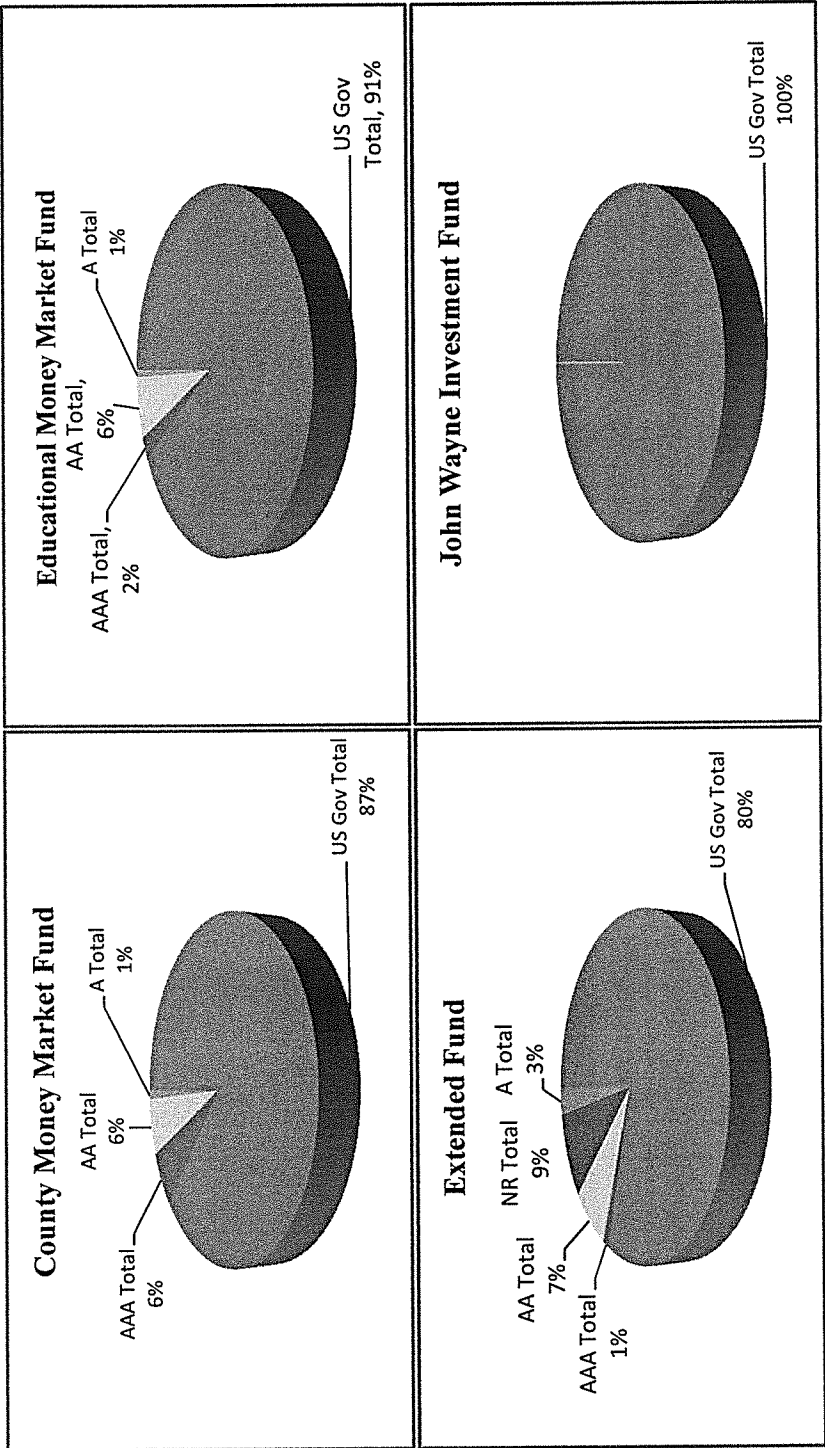 County Money Market Fund
AAA Total
6%
AA Total
6%
A Total
1%
US Gov Total
87%
Educational Money Market Fund
AAA Total,
2%
AA Total,
6%
A Total
1%
US Gov
Total, 91%
Extended Fund
AAA Total
1%
AA Total
7%
NR Total
9%
A Total
3%
US Gov Total
80%
John Wayne Investment Fund
US Gov Total
100%